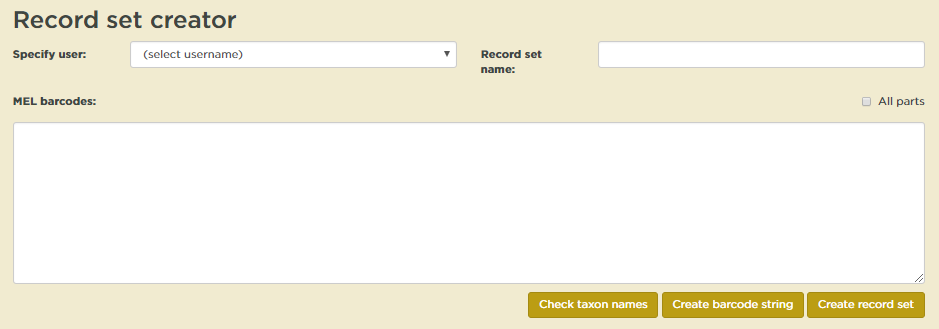 Record set creator
Specify user:
(select username)
Record set
name:
MEL barcodes:
All parts
Check taxon names
Create barcode string
Create record set